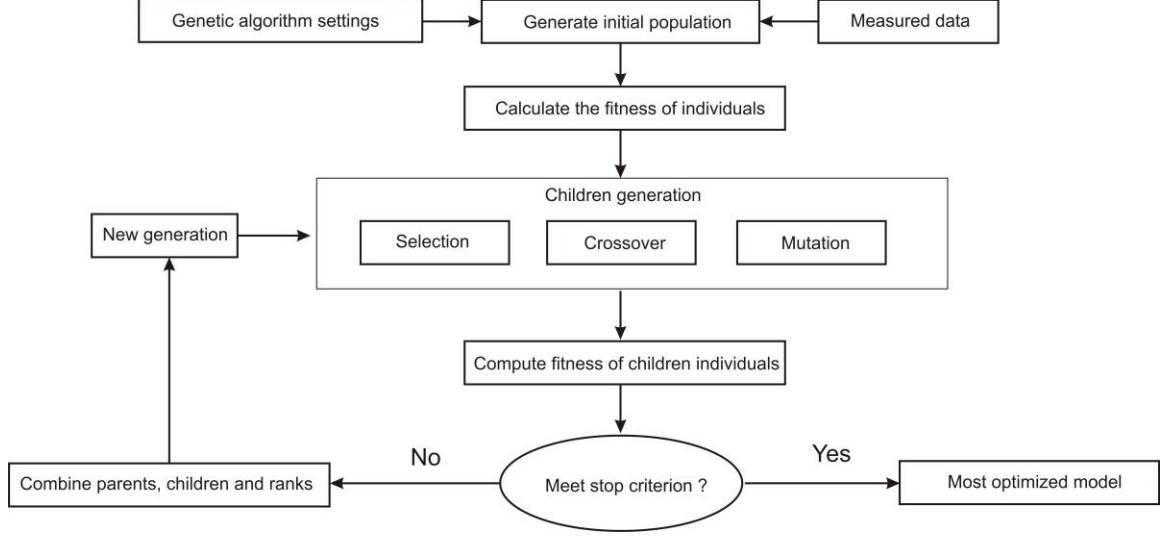 Genetic algorithm settings
Generate initial population
Measured data
Calculate the fitness of individuals
Children generation
New generation
Selection
Crossover
Mutation
Compute fitness of children individuals
No
Yes
Combine parents, children and ranks
Meet stop criterion ?
Most optimized model